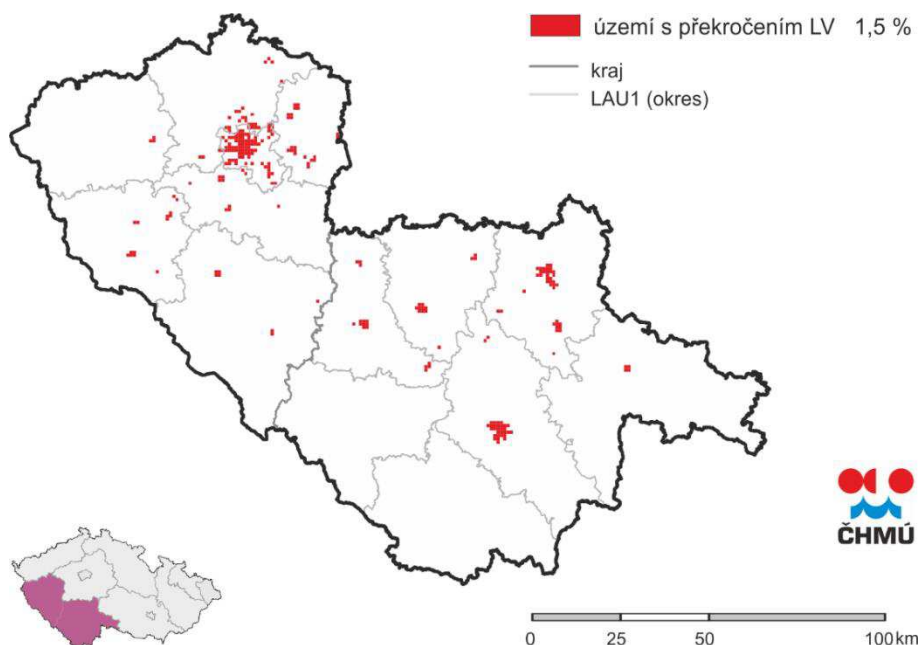 území s překročením LV 1,5 %
kraj
LAU1 (okres)
ČHMÚ
0 25 50 100 km